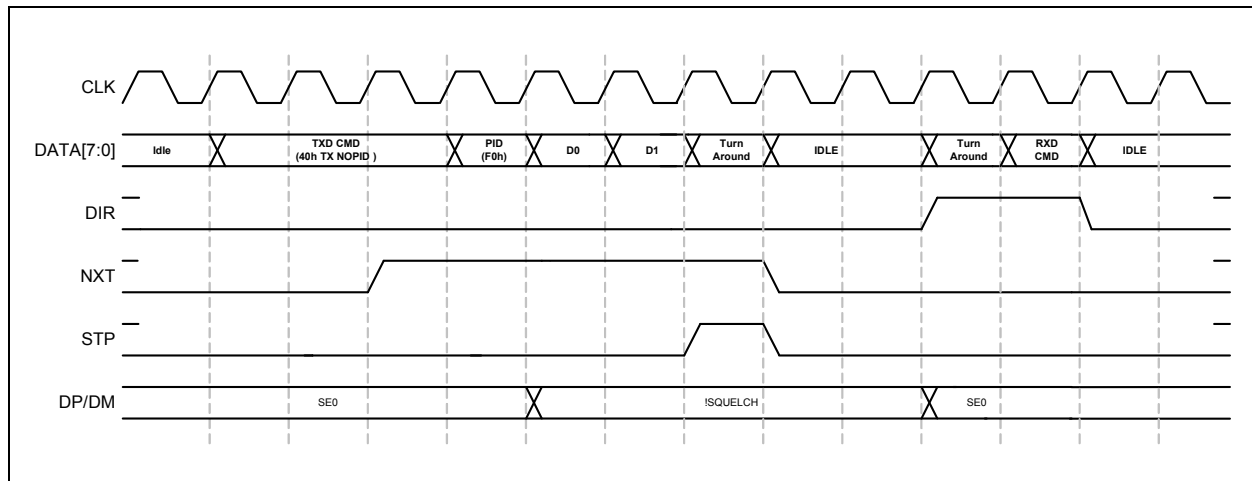 CLK
DATA[7:0]
Idle
TXD CMD
(40h TX NOPID )
PID
(F0h)
D0
D1
Turn
Around
IDLE
Turn
Around
RXD
CMD
IDLE
DIR
NXT
STP
DP/DM
SE0
!SQUELCH
SE0